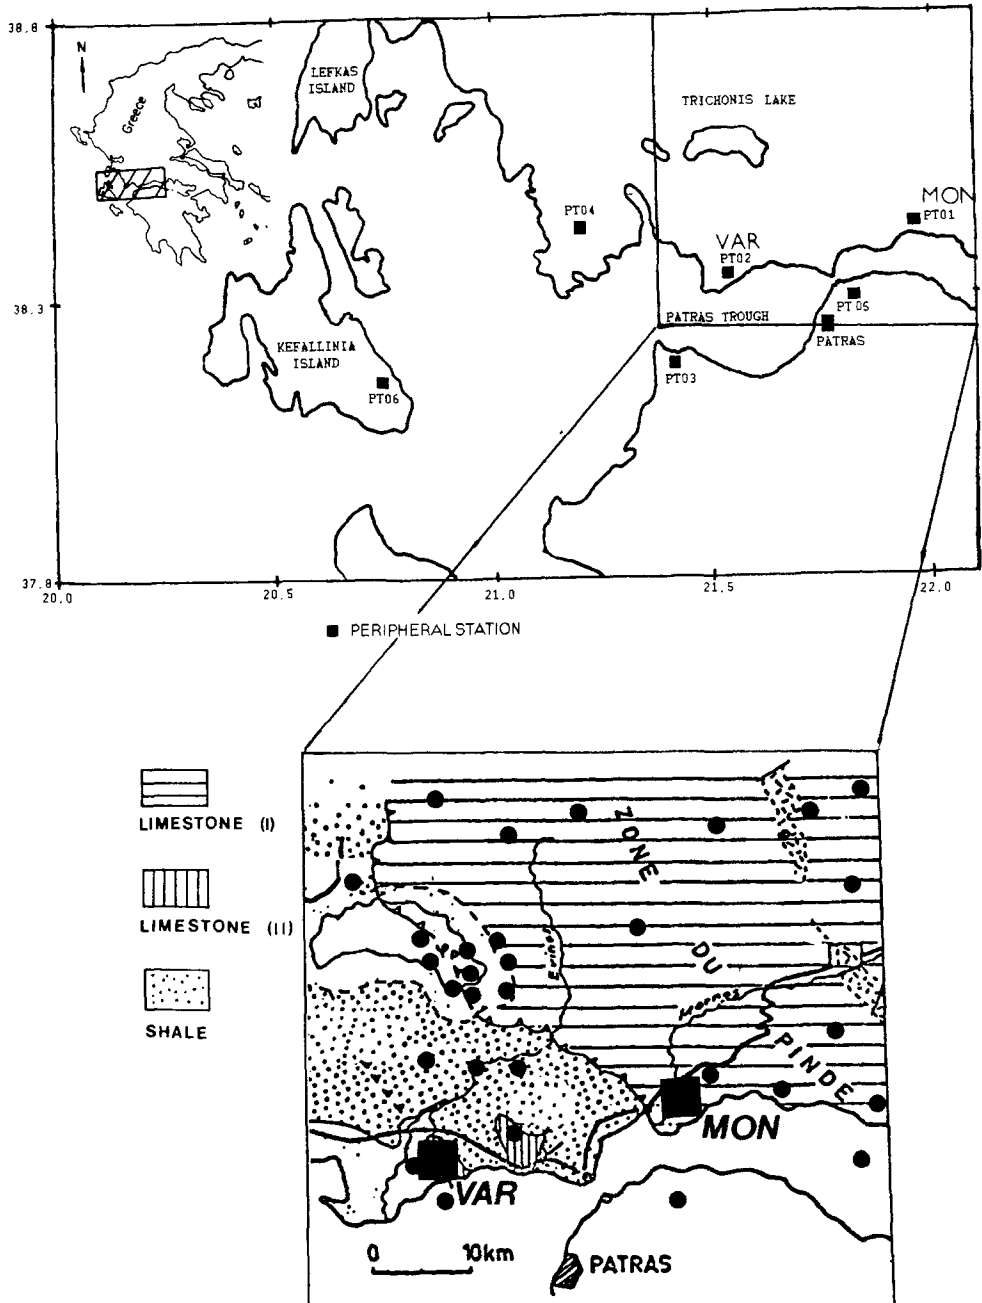 38.8
N
Greece
LEFKAS
ISLAND
TRICHONIS LAKE
MON
PT01
PT04
VAR
PT02
PT05
38.3
PATRAS TROUGH
PATRAS
KEFALLINIA
ISLAND
PT03
PT06
37.8
20.0
20.5
21.0
21.5
22.0
PERIPHERAL STATION
LIMESTONE (I)
LIMESTONE (II)
SHALE
ZONE
DU
PINDE
Evinos
Mornos
MON
VAR
0 10km
PATRAS